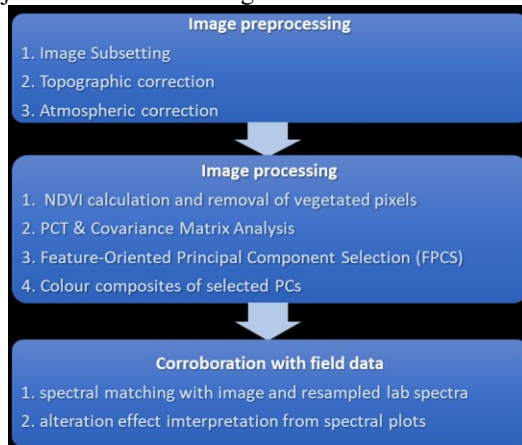 Image preprocessing
1. Image Subsetting
2. Topographic correction
3. Atmospheric correction
Image processing
1. NDVI calculation and removal of vegetated pixels
2. PCT & Covariance Matrix Analysis
3. Feature-Oriented Principal Component Selection (FPCS)
4. Colour composites of selected PCs
Corroboration with field data
1. spectral matching with image and resampled lab spectra
2. alteration effect imterpretation from spectral plots